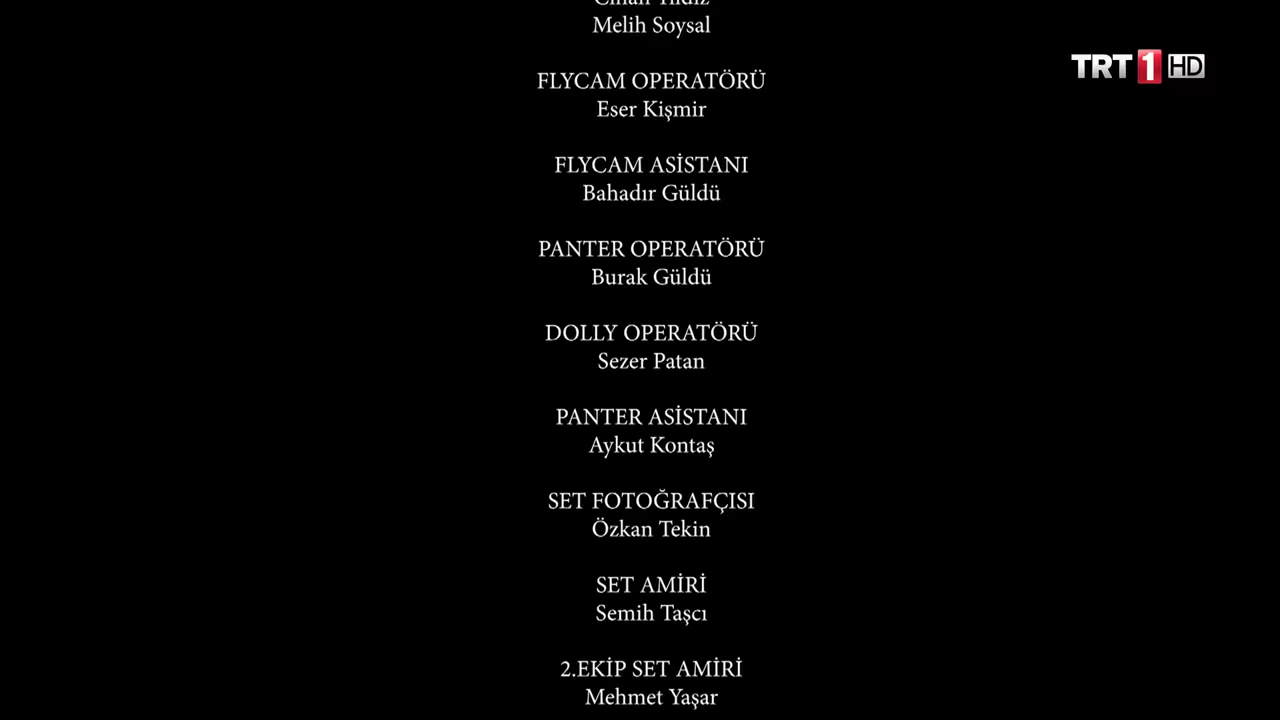 Melih Soysal
TRT 1 HD
FLYCAM OPERATÖRÜ
Eser Kişmir
FLYCAM ASİSTANI
Bahadır Güldü
PANTER OPERATÖRÜ
Burak Güldü
DOLLY OPERATÖRÜ
Sezer Patan
PANTER ASİSTANI
Aykut Kontaş
SET FOTOĞRAFÇISI
Özkan Tekin
SET AMİRİ
Semih Taşcı
2.EKİP SET AMİRİ
Mehmet Yaşar